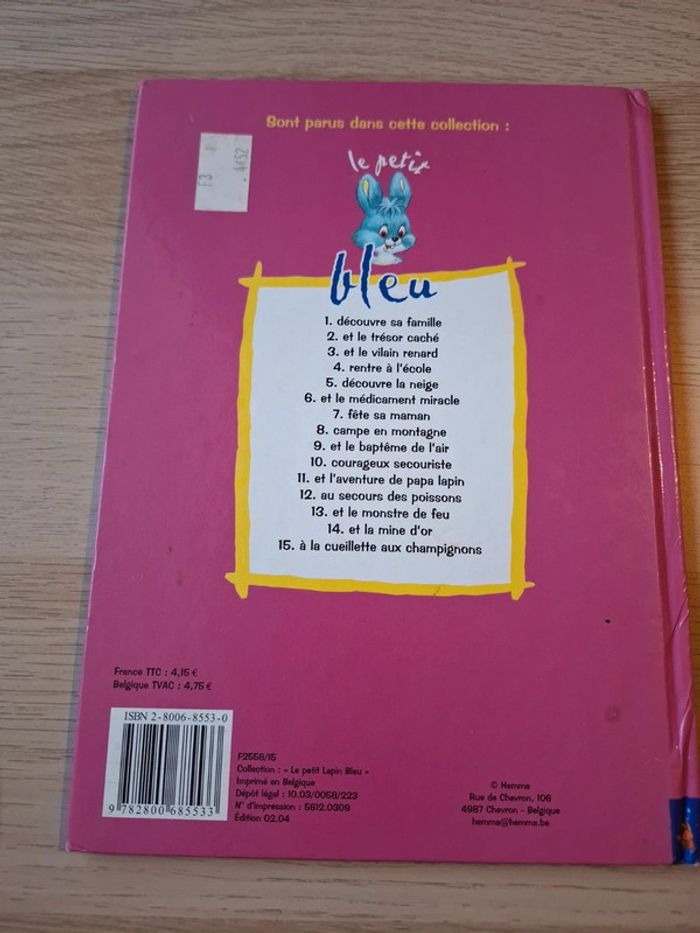 Sont parus dans cette collection :
F3 4€52
le petit
bleu
1. découvre sa famille
2. et le trésor caché
3. et le vilain renard
4. rentre à l'école
5. découvre la neige
6. et le médicament miracle
7. fête sa maman
8. campe en montagne
9. et le baptême de l'air
10. courageux secouriste
11. et l'aventure de papa lapin
12. au secours des poissons
13. et le monstre de feu
14. et la mine d'or
15. à la cueillette aux champignons
France TTC : 4,15 €
Belgique TVAC : 4,75 €
ISBN 2-8006-8553-0
9 782800 685533
F2556/15
Collection : « Le petit Lapin Bleu »
Imprimé en Belgique
Dépôt légal : 10.03/0058/223
N° d'impression : 5612.0309
Édition 02.04
© Hemma
Rue de Chevron, 106
4987 Chevron - Belgique
hemma@hemma.be